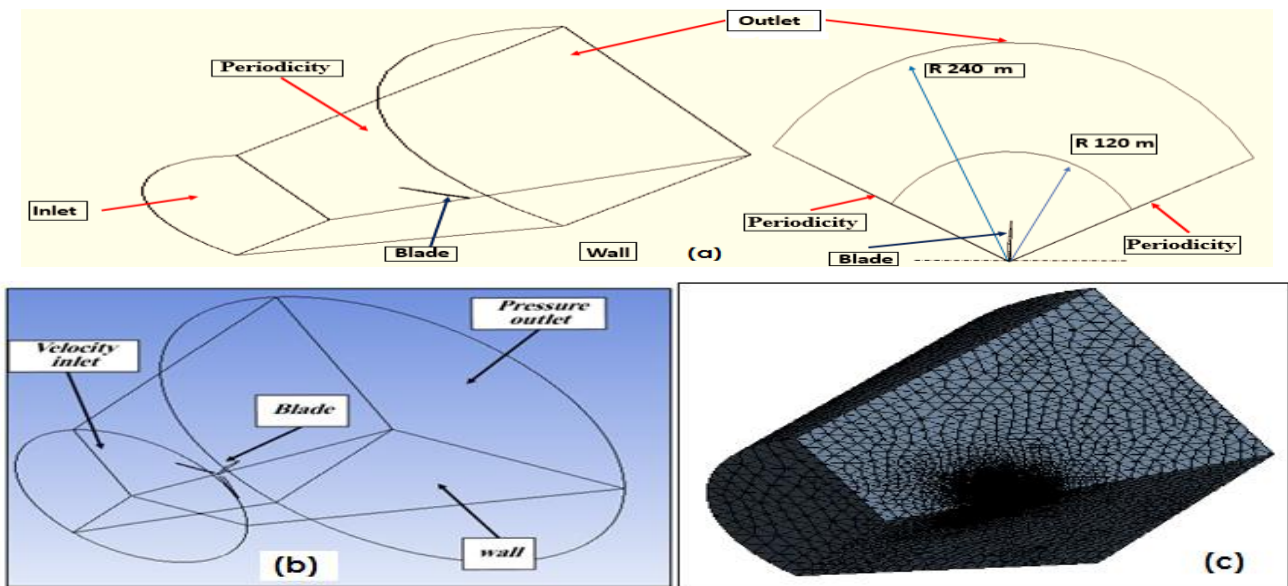 Outlet
Periodicity
R 240 m
R 120 m
Inlet
Periodicity
Periodicity
Blade
Wall
(a)
Blade
Pressure
outlet
Velocity
inlet
Blade
wall
(b)
(c)